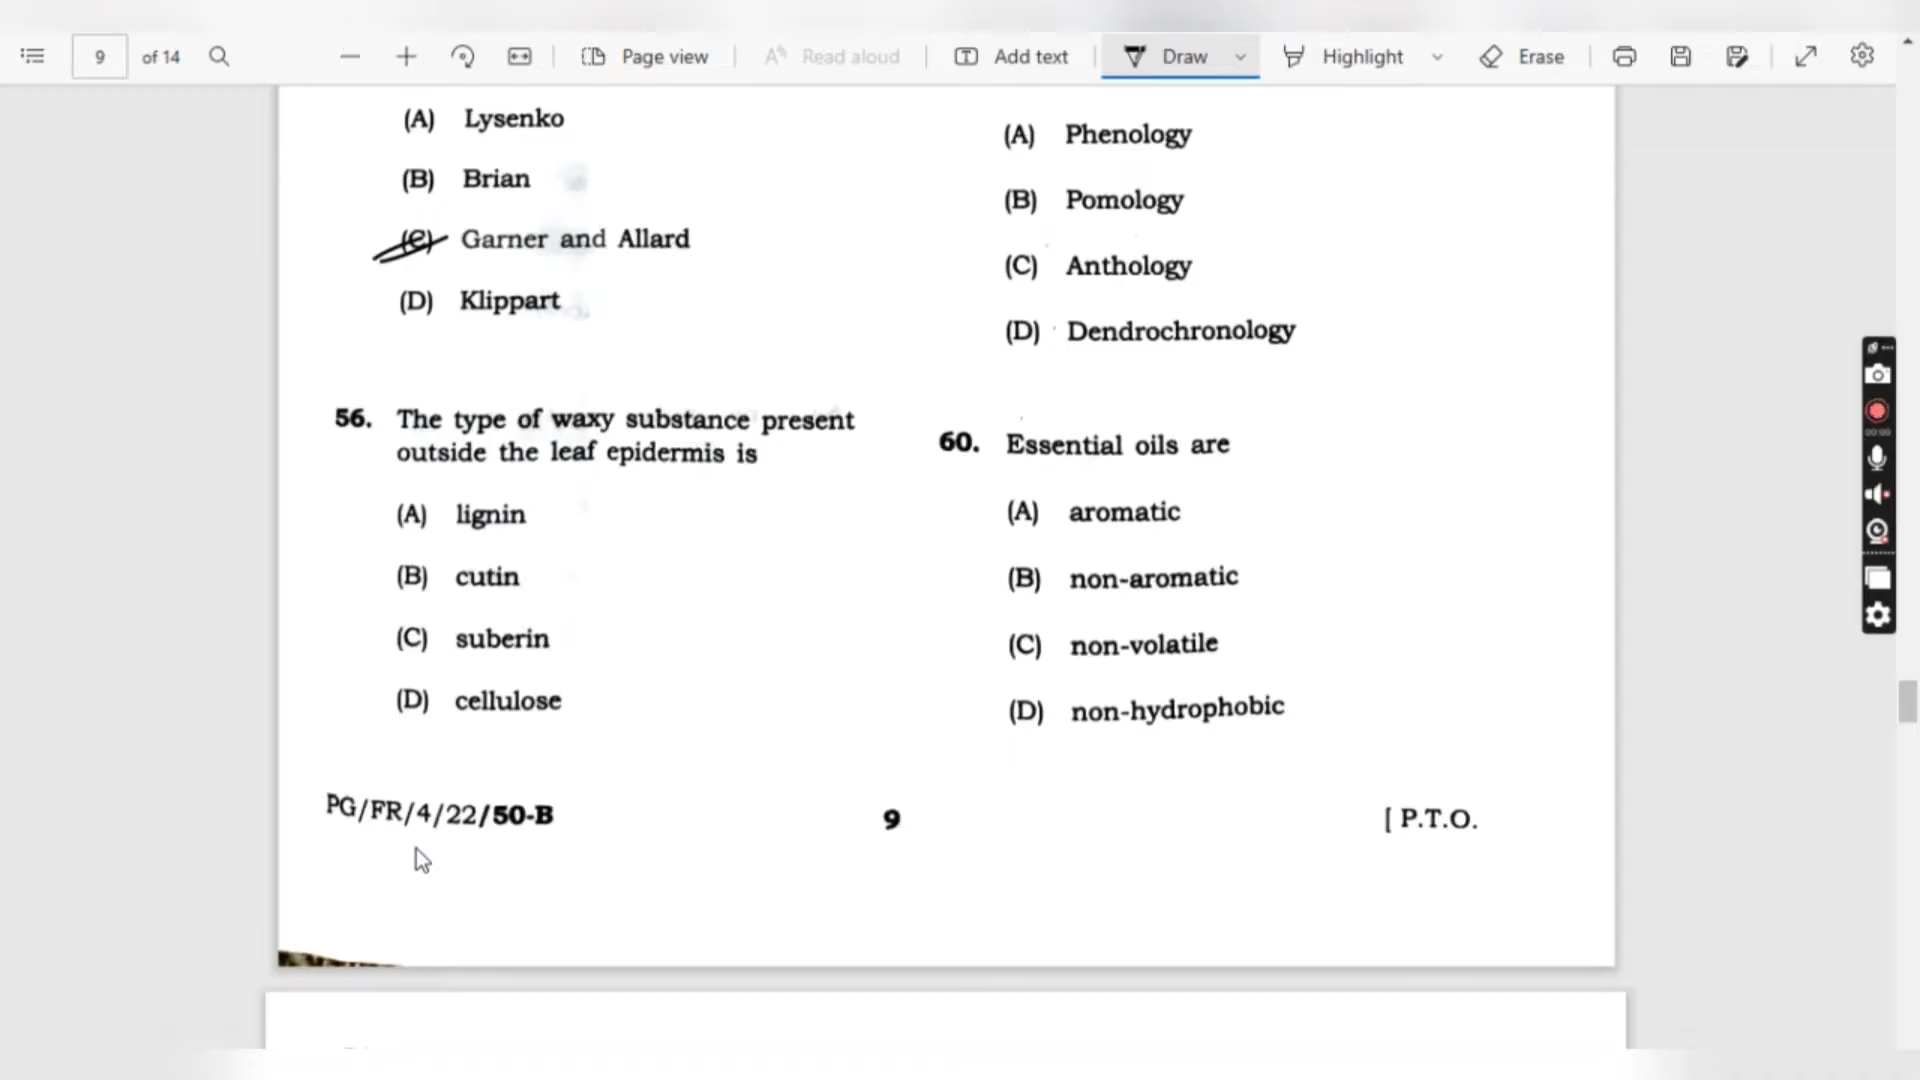 9 of 14 Page view Read aloud Add text Draw Highlight Erase
(A) Lysenko
(B) Brian
(C) Garner and Allard
(D) Klippart
56. The type of waxy substance present
outside the leaf epidermis is
(A) lignin
(B) cutin
(C) suberin
(D) cellulose
(A) Phenology
(B) Pomology
(C) Anthology
(D) Dendrochronology
60. Essential oils are
(A) aromatic
(B) non-aromatic
(C) non-volatile
(D) non-hydrophobic
PG/FR/4/22/50-B 9 [ P.T.O.